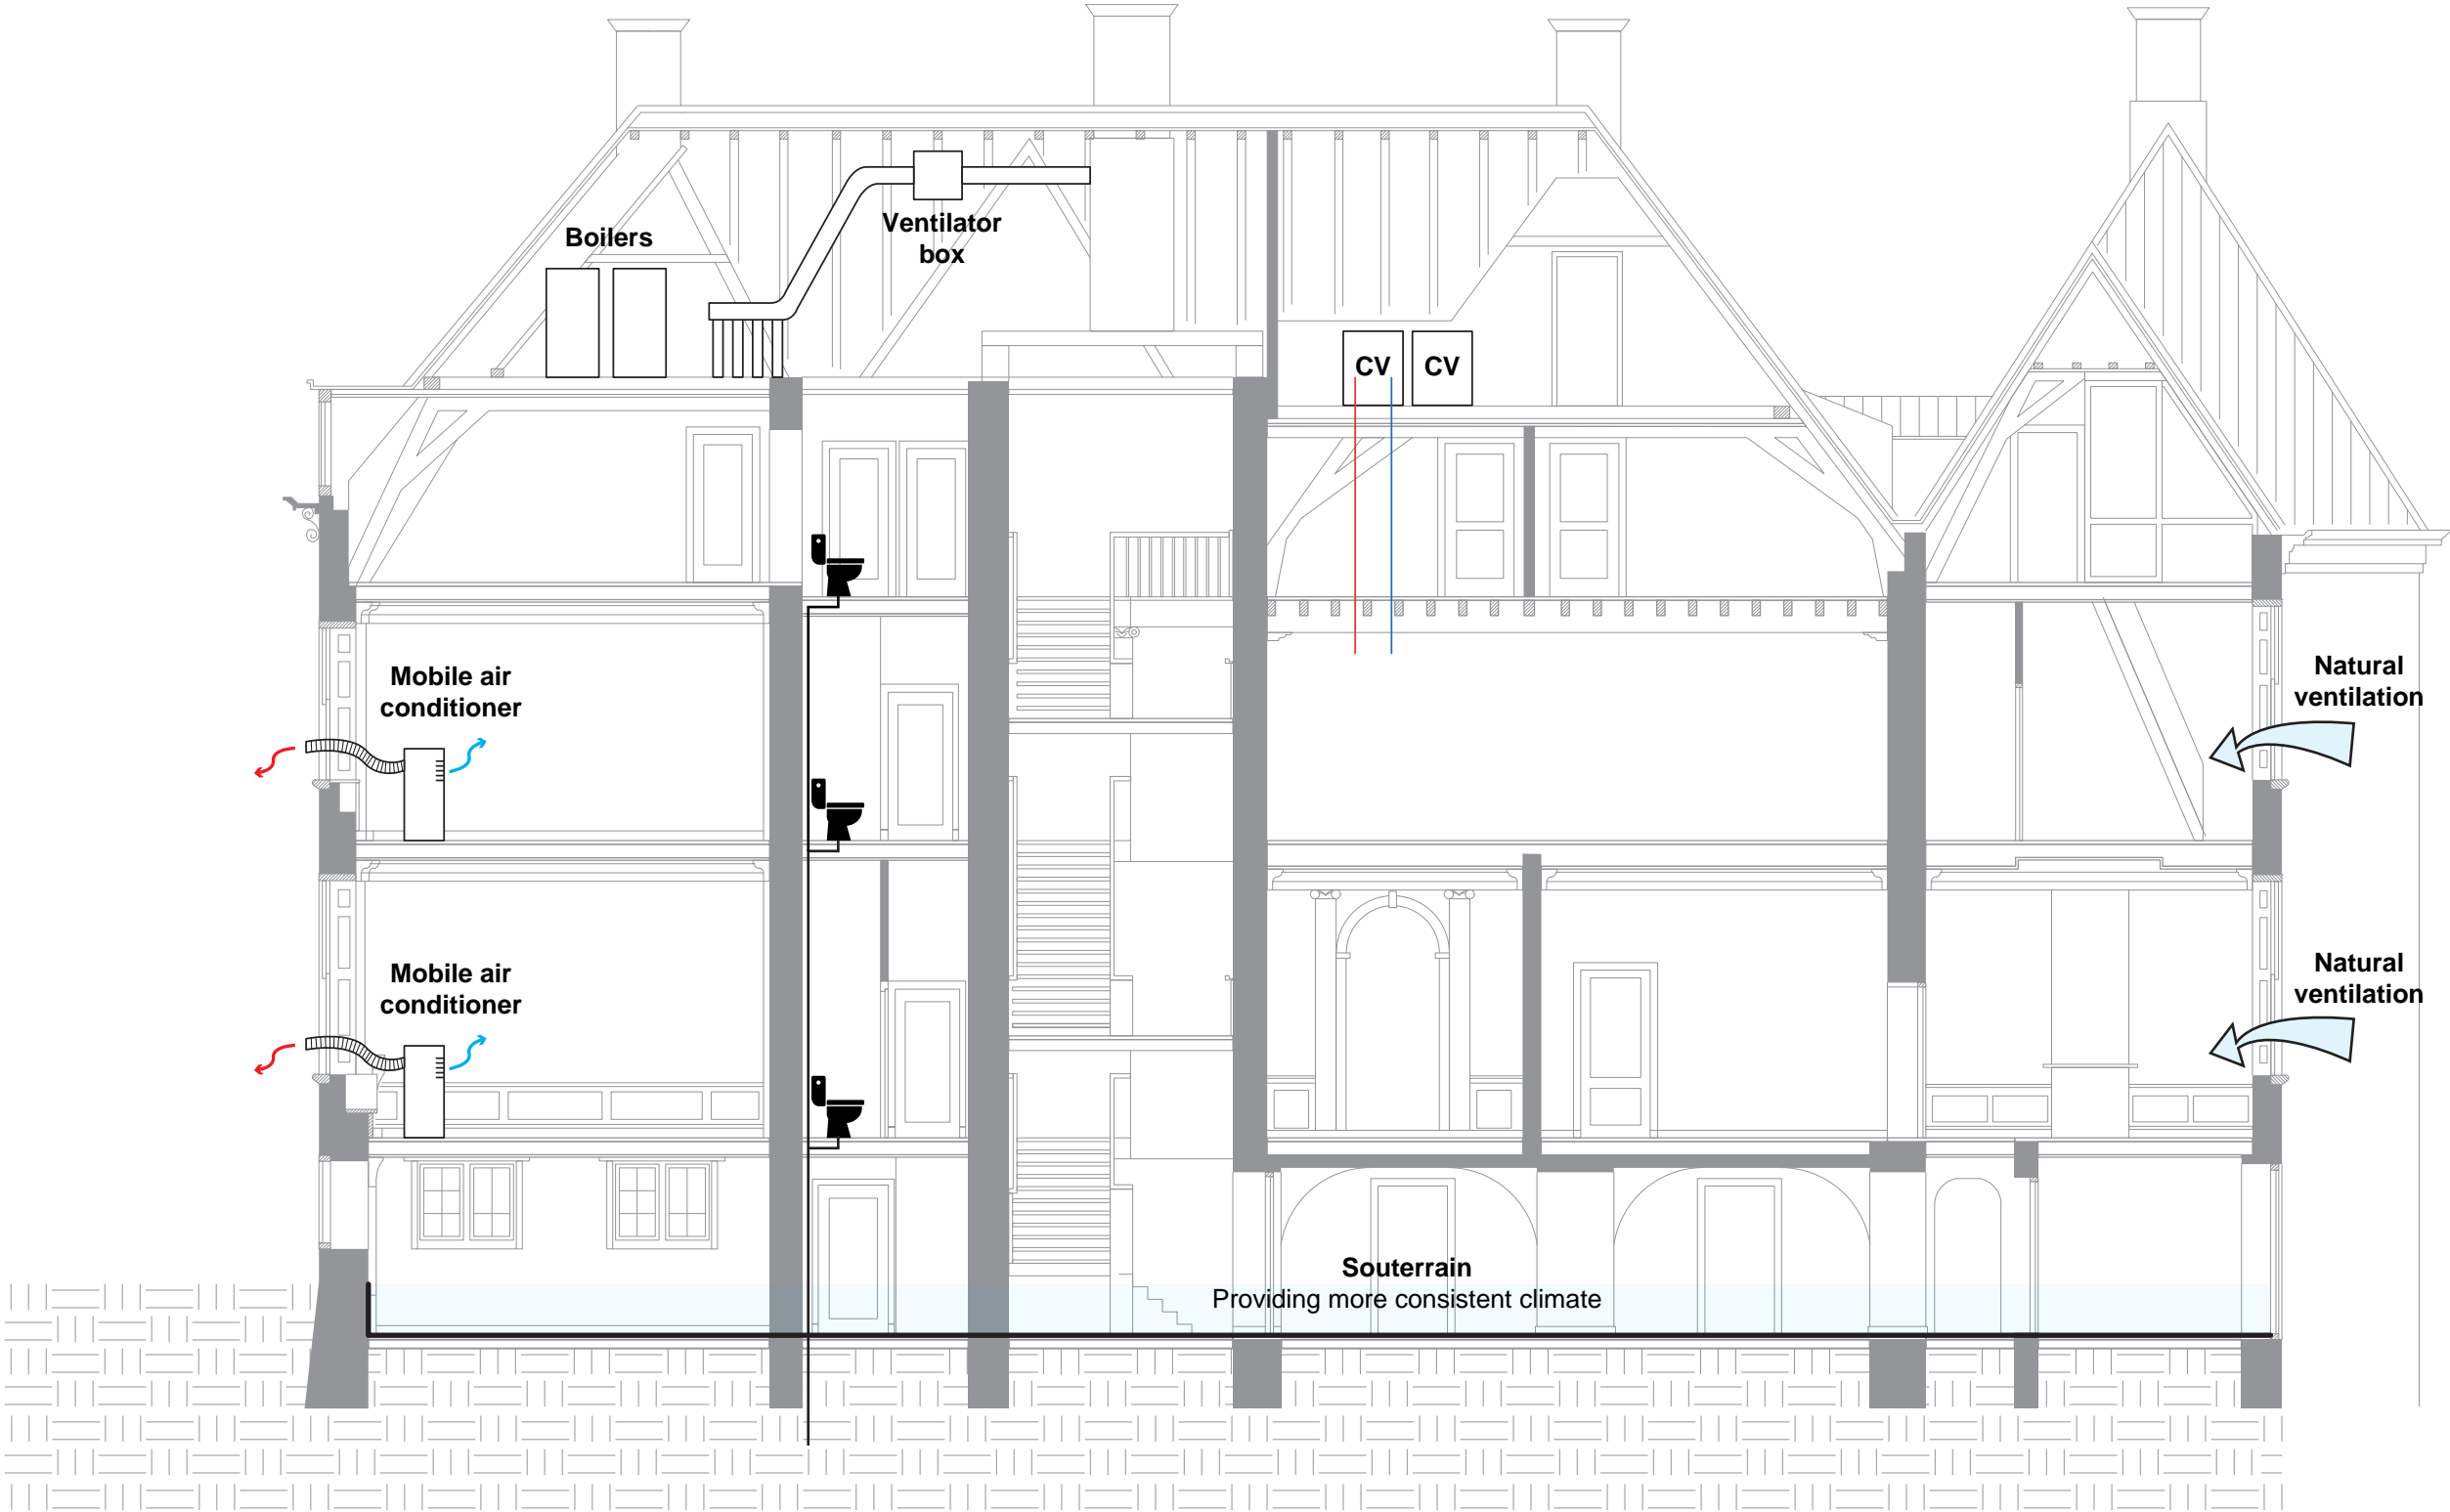 Boilers
Ventilator
box
CV
CV
Mobile air
conditioner
Natural
ventilation
Mobile air
conditioner
Natural
ventilation
Souterrain
Providing more consistent climate